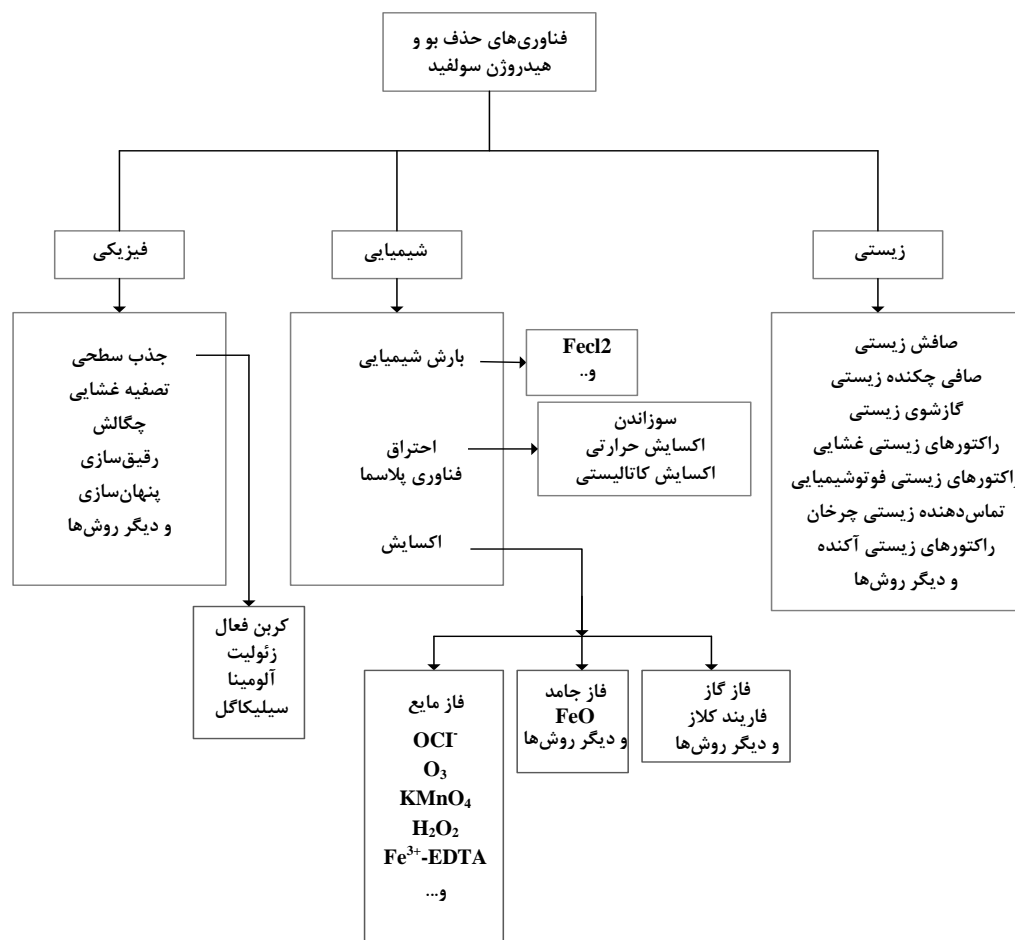 فناوری‌های حذف بو و
هیدروژن سولفید
زیستی
شیمیایی
فیزیکی
صافش زیستی
صافی چکنده زیستی
گازشوی زیستی
راکتورهای زیستی غشایی
راکتورهای زیستی فوتوشیمیایی
تماس‌دهنده زیستی چرخان
راکتورهای زیستی آکنده
و دیگر روش‌ها
بارش شیمیایی
احتراق
فناوری پلاسما
اکسایش
Fecl2
و..
سوزاندن
اکسایش حرارتی
اکسایش کاتالیستی
جذب سطحی
تصفیه غشایی
چگالش
رقیق‌سازی
پنهان‌سازی
و دیگر روش‌ها
کربن فعال
زئولیت
آلومینا
سیلیکاگل
فاز گاز
فاریند کلاز
و دیگر روش‌ها
فاز جامد
FeO
و دیگر روش‌ها
فاز مایع
OCI⁻
O₃
KMnO₄
H₂O₂
Fe³⁺-EDTA
و...